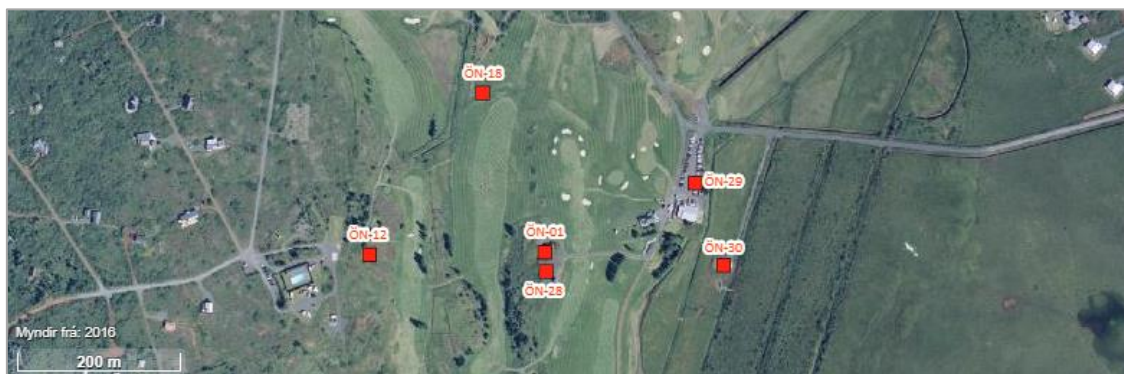 ÖN-18
ÖN-29
ÖN-12
ÖN-01
ÖN-30
ÖN-28
Myndir frá: 2016
200 m